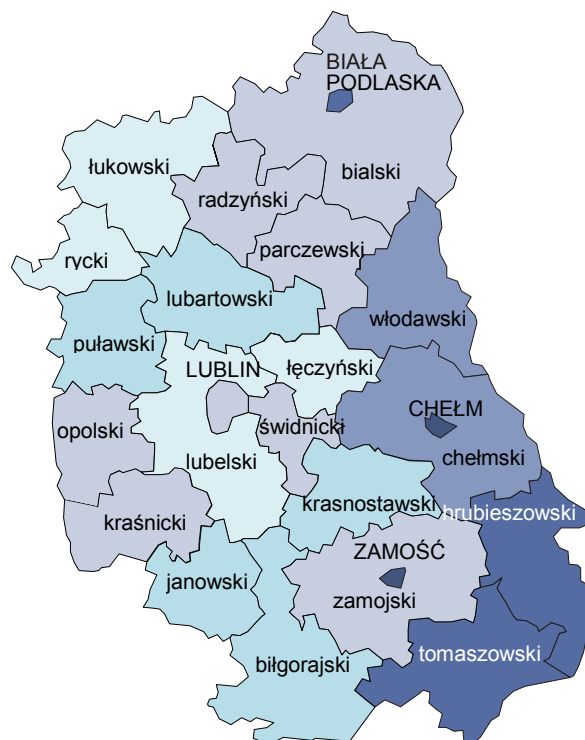 BIAŁA
PODLASKA
łukowski
bialski
radzyński
parczewski
rycki
lubartowski
włodawski
puławski
LUBLIN
łęczyński
CHEŁM
opolski
świdnicki
lubelski
chełmski
krasnostawski
hrubieszowski
kraśnicki
ZAMOŚĆ
janowski
zamojski
biłgorajski
tomaszowski